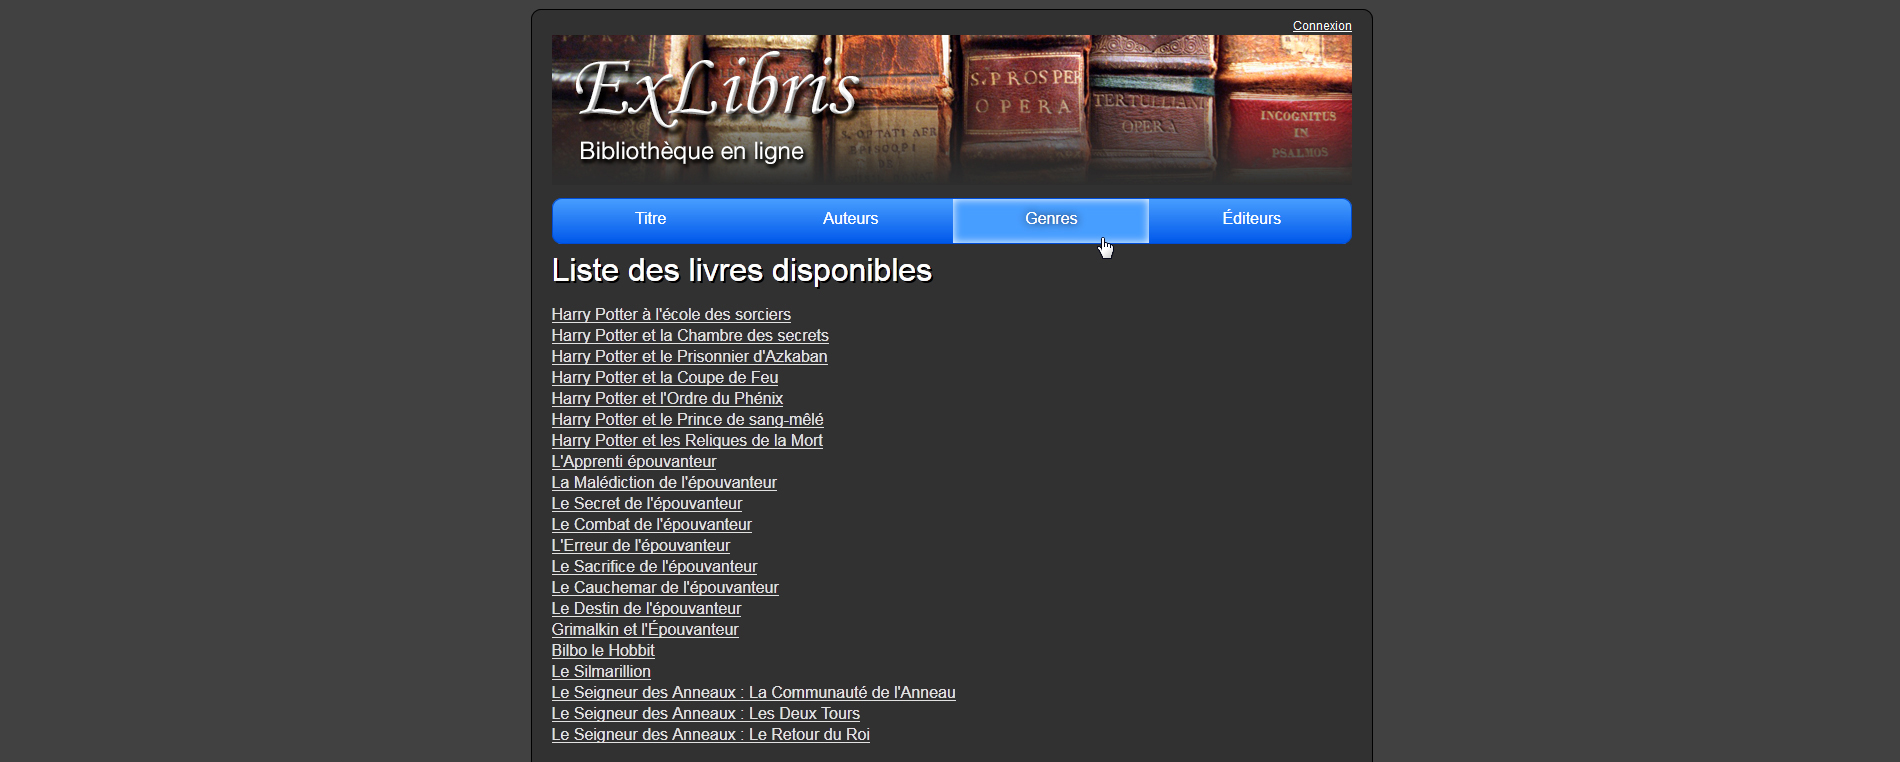 Connexion
ExLibris
Bibliothèque en ligne
S. PROSPER
OPERA
TERTULLIANI
OPERA
S. OPTATI AFR
EPISCOPI
INCOGNITUS
IN
PSALMOS
Titre Auteurs Genres Éditeurs
Liste des livres disponibles
Harry Potter à l'école des sorciers
Harry Potter et la Chambre des secrets
Harry Potter et le Prisonnier d'Azkaban
Harry Potter et la Coupe de Feu
Harry Potter et l'Ordre du Phénix
Harry Potter et le Prince de sang-mêlé
Harry Potter et les Reliques de la Mort
L'Apprenti épouvanteur
La Malédiction de l'épouvanteur
Le Secret de l'épouvanteur
Le Combat de l'épouvanteur
L'Erreur de l'épouvanteur
Le Sacrifice de l'épouvanteur
Le Cauchemar de l'épouvanteur
Le Destin de l'épouvanteur
Grimalkin et l'Épouvanteur
Bilbo le Hobbit
Le Silmarillion
Le Seigneur des Anneaux : La Communauté de l'Anneau
Le Seigneur des Anneaux : Les Deux Tours
Le Seigneur des Anneaux : Le Retour du Roi